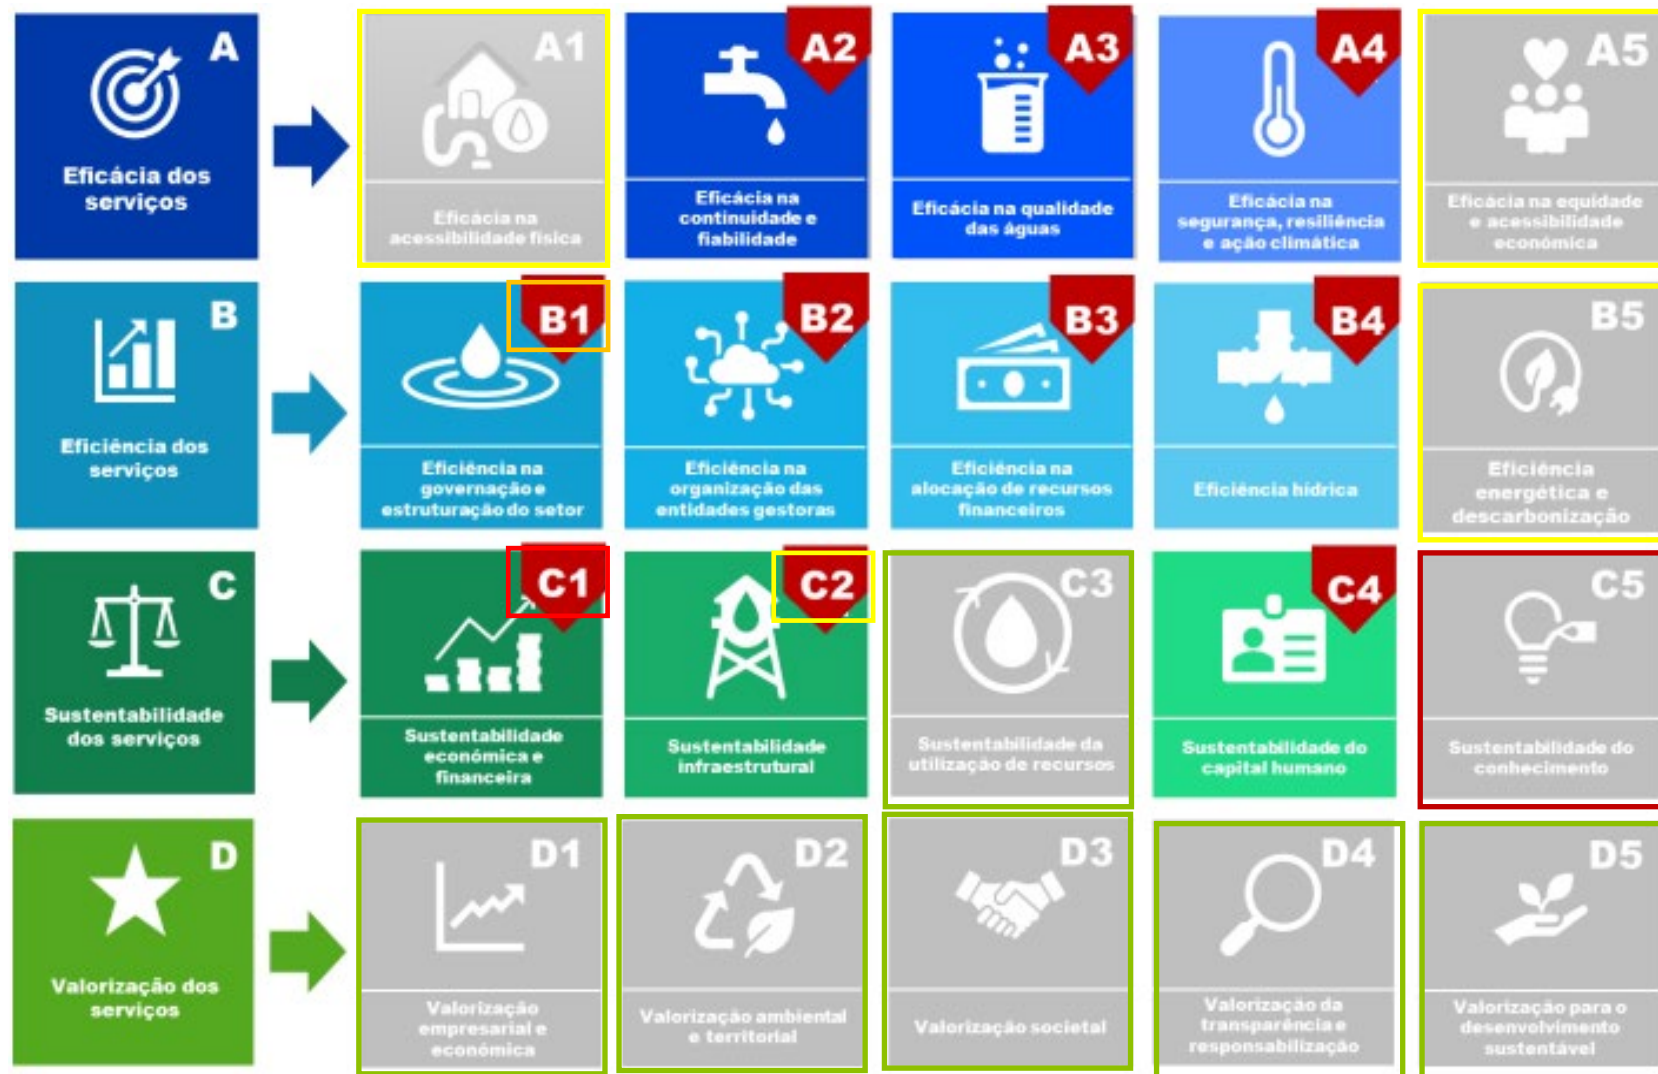 A
Eficácia dos
serviços
A1
Eficácia na
acessibilidade física
A2
Eficácia na
continuidade e
fiabilidade
A3
Eficácia na qualidade
das águas
A4
Eficácia na
segurança, resiliência
e ação climática
A5
Eficácia na equidade
e acessibilidade
económica
B
Eficiência dos
serviços
B1
Eficiência na
governação e
estruturação do setor
B2
Eficiência na
organização das
entidades gestoras
B3
Eficiência na
alocação de recursos
financeiros
B4
Eficiência hídrica
B5
Eficiência
energética e
descarbonização
C
Sustentabilidade
dos serviços
C1
Sustentabilidade
económica e
financeira
C2
Sustentabilidade
infraestrutural
C3
Sustentabilidade da
utilização de recursos
C4
Sustentabilidade do
capital humano
C5
Sustentabilidade do
conhecimento
D
Valorização dos
serviços
D1
Valorização
empresarial e
económica
D2
Valorização ambiental
e territorial
D3
Valorização societal
D4
Valorização da
transparência e
responsabilização
D5
Valorização para o
desenvolvimento
sustentável